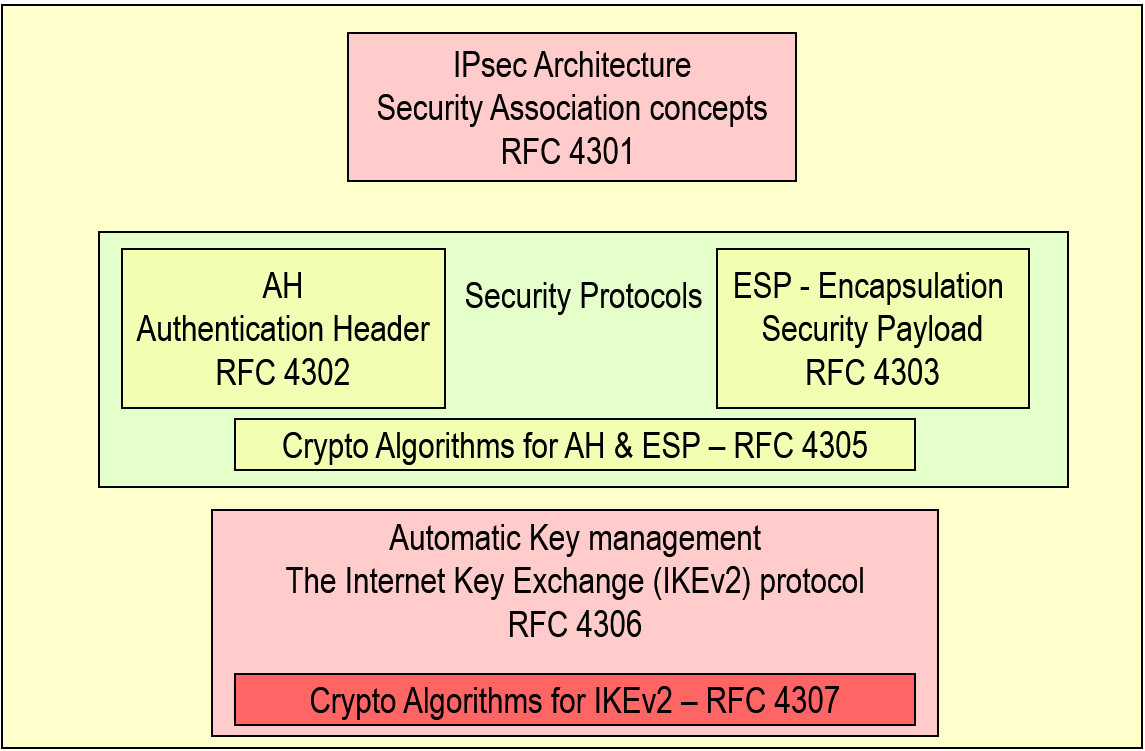 IPsec Architecture
Security Association concepts
RFC 4301
AH
Authentication Header
RFC 4302
Security Protocols
ESP - Encapsulation
Security Payload
RFC 4303
Crypto Algorithms for AH & ESP – RFC 4305
Automatic Key management
The Internet Key Exchange (IKEv2) protocol
RFC 4306
Crypto Algorithms for IKEv2 – RFC 4307